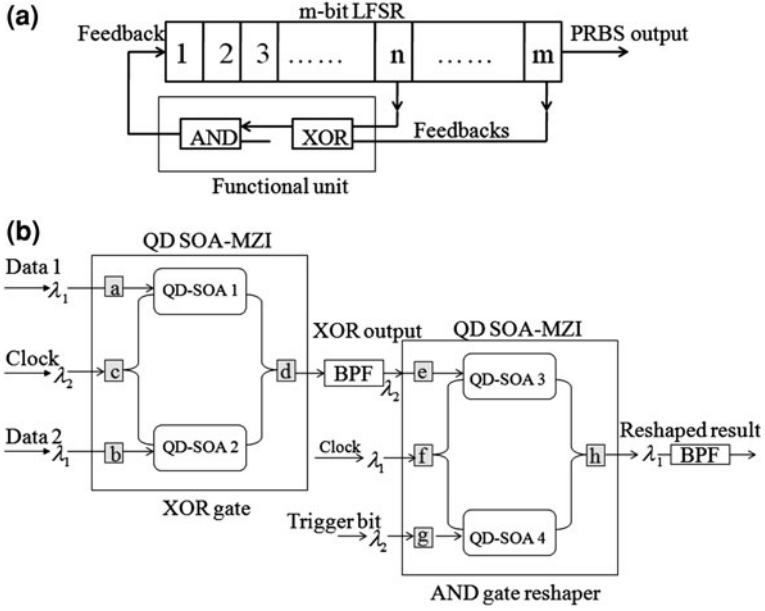 (a)
m-bit LFSR
Feedback
PRBS output
1 2 3 ...... n ...... m
AND
XOR
Feedbacks
Functional unit
(b)
QD SOA-MZI
Data 1
λ1
a
QD-SOA 1
Clock
λ2
c
d
Data 2
λ1
b
QD-SOA 2
XOR gate
XOR output
BPF
λ2
QD SOA-MZI
e
QD-SOA 3
Clock
λ1
f
h
Reshaped result
λ1
BPF
Trigger bit
λ2
g
QD-SOA 4
AND gate reshaper